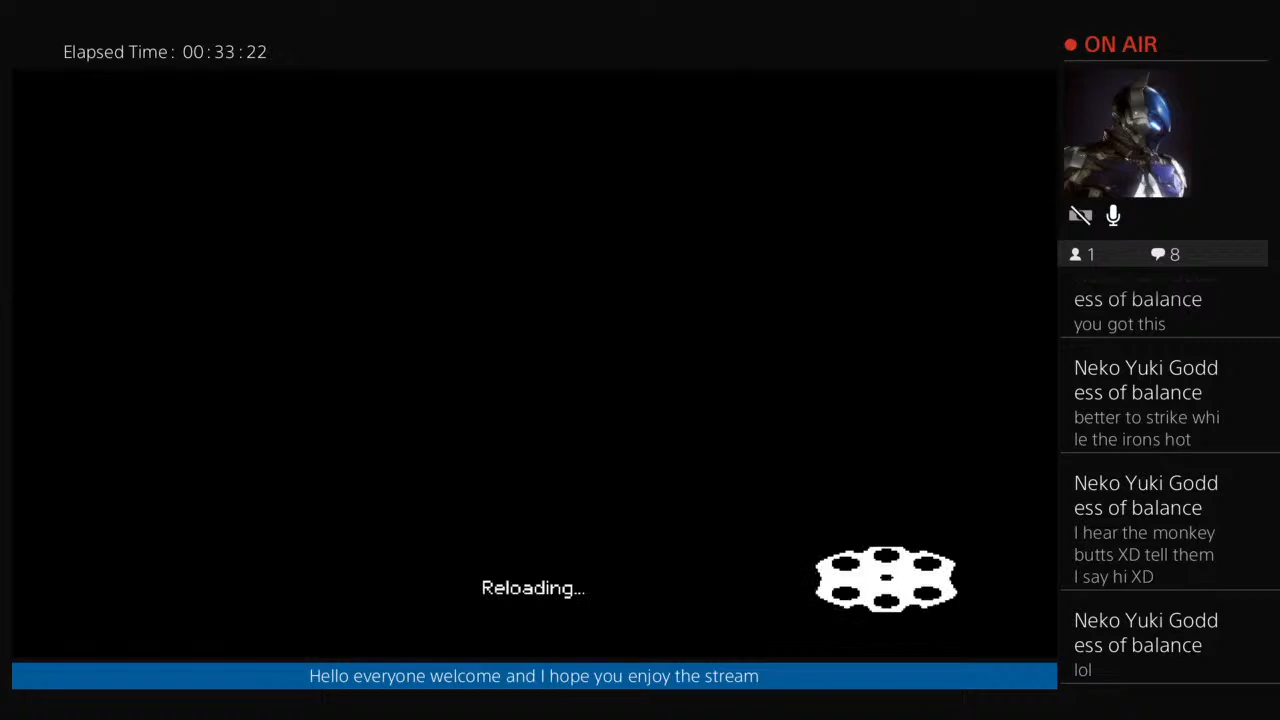 Elapsed Time: 00:33:22
ON AIR
1
8
ess of balance
you got this
Neko Yuki Godd
ess of balance
better to strike whi
le the irons hot
Neko Yuki Godd
ess of balance
I hear the monkey
butts XD tell them
I say hi XD
Neko Yuki Godd
ess of balance
lol
Reloading...
Hello everyone welcome and I hope you enjoy the stream